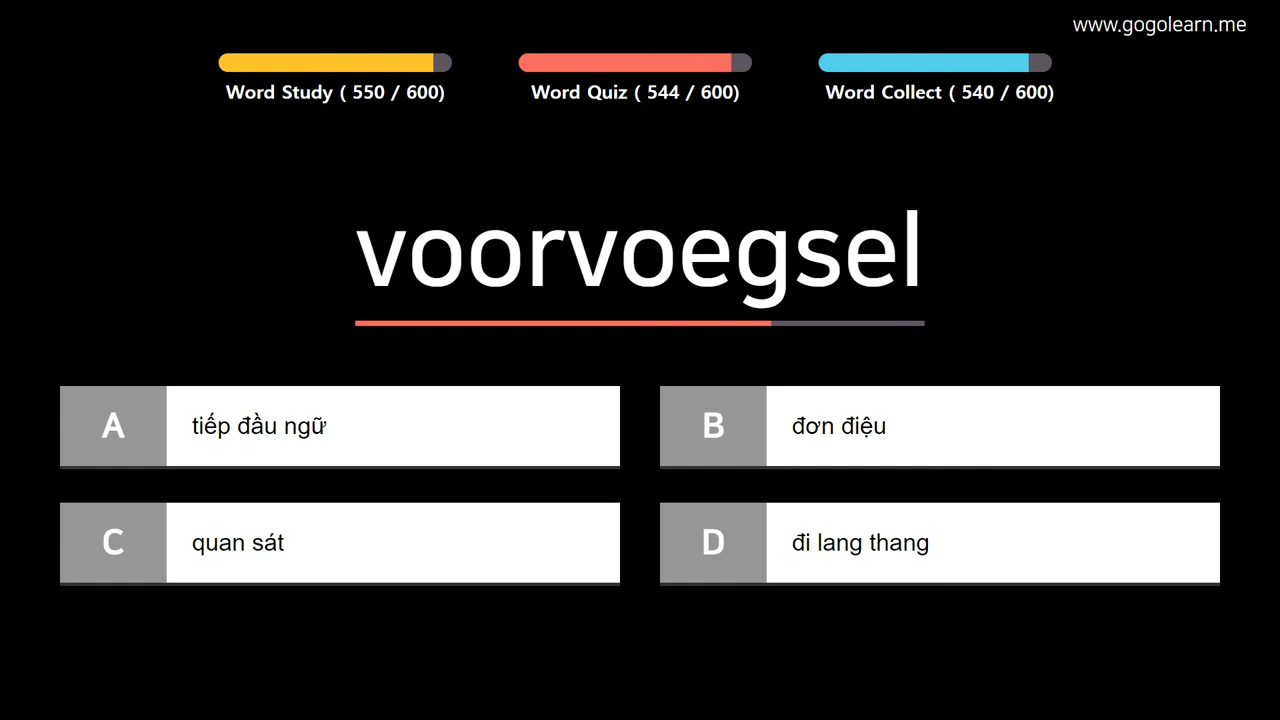 www.gogolearn.me
Word Study ( 550 / 600)
Word Quiz ( 544 / 600)
Word Collect ( 540 / 600)
voorvoegsel
A tiếp đầu ngữ
B đơn điệu
C quan sát
D đi lang thang